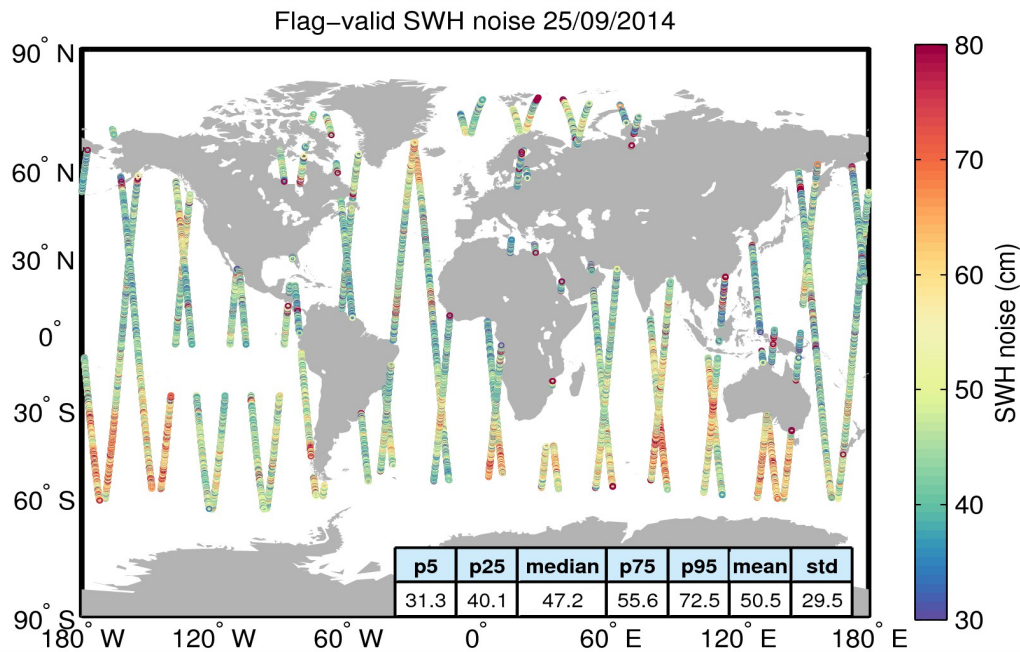 Flag−valid SWH noise 25/09/2014
90° N
60° N
30° N
0°
30° S
60° S
90° S
180° W
120° W
60° W
0°
60° E
120° E
180° E
p5 p25 median p75 p95 mean std
31.3 40.1 47.2 55.6 72.5 50.5 29.5
80
70
60
50
40
30
SWH noise (cm)